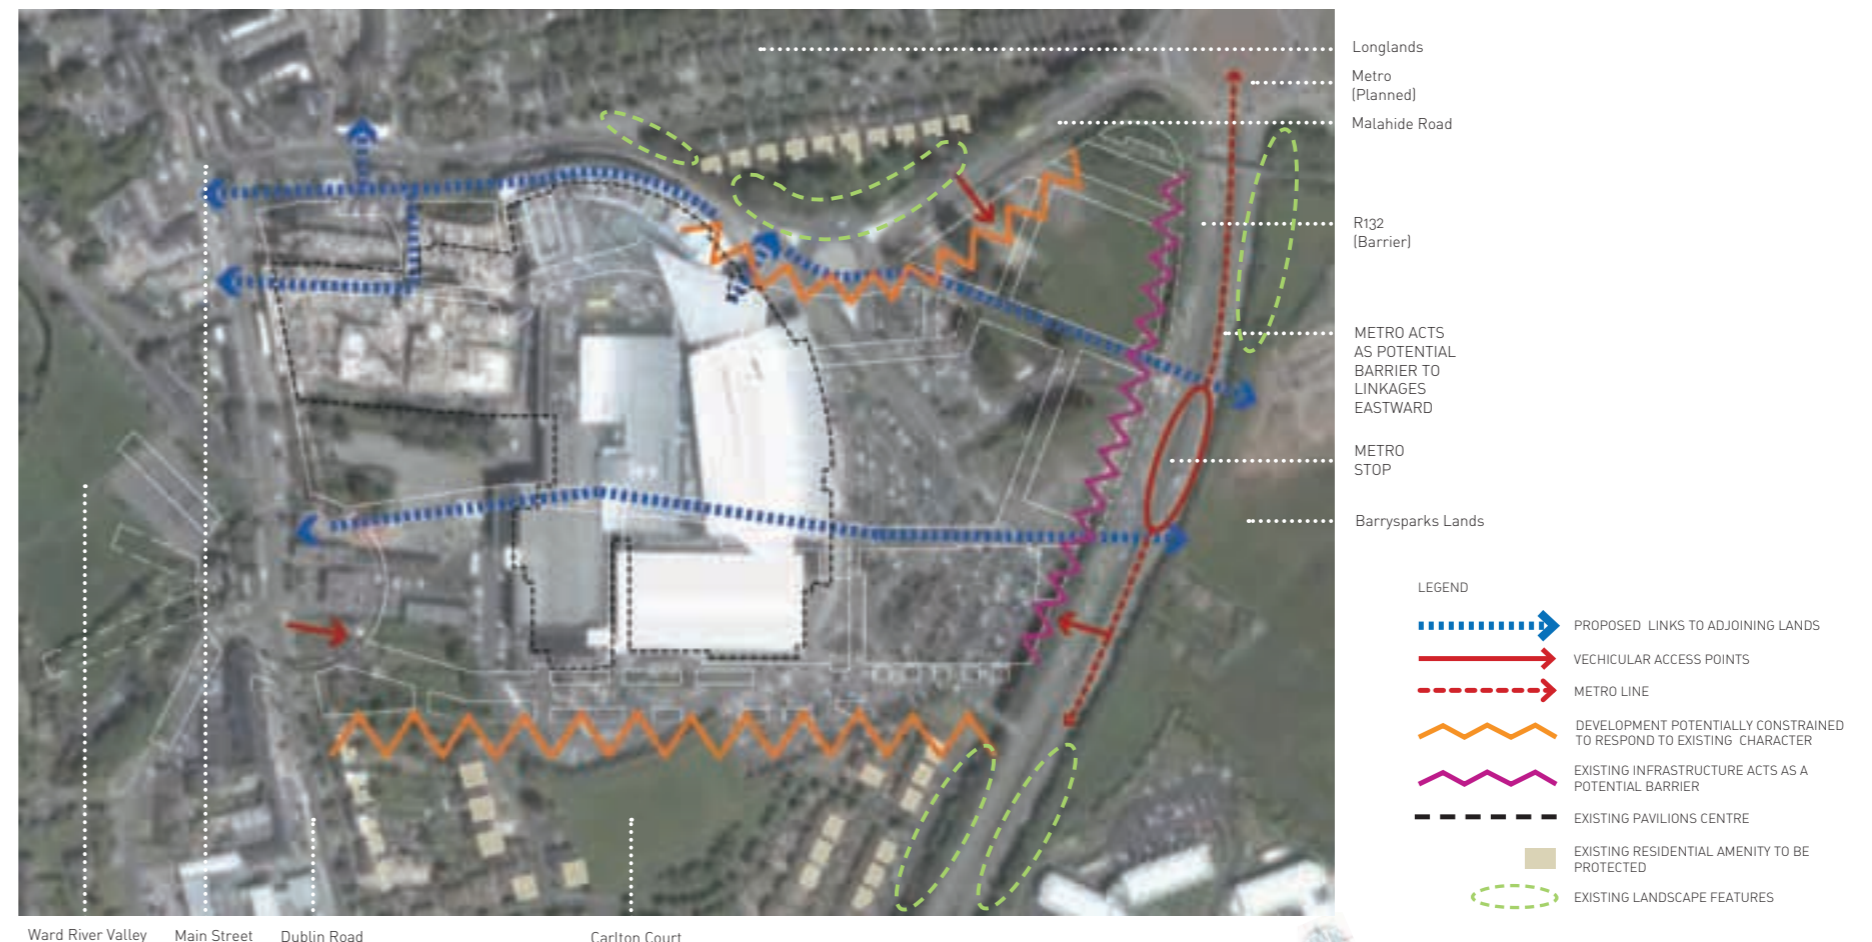 Longlands
Metro
(Planned)
Malahide Road
R132
(Barrier)
METRO ACTS
AS POTENTIAL
BARRIER TO
LINKAGES
EASTWARD
METRO
STOP
Barrysparks Lands
LEGEND
PROPOSED LINKS TO ADJOINING LANDS
VECHICULAR ACCESS POINTS
METRO LINE
DEVELOPMENT POTENTIALLY CONSTRAINED
TO RESPOND TO EXISTING CHARACTER
EXISTING INFRASTRUCTURE ACTS AS A
POTENTIAL BARRIER
EXISTING PAVILIONS CENTRE
EXISTING RESIDENTIAL AMENITY TO BE
PROTECTED
EXISTING LANDSCAPE FEATURES
Ward River Valley
Main Street
Dublin Road
Carlton Court